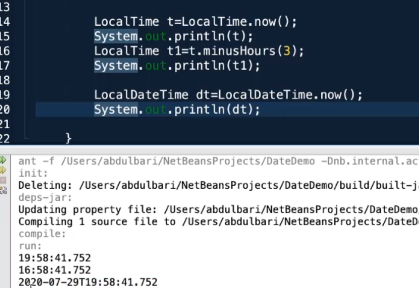 13
14 LocalTime t=LocalTime.now();
15 System.out.println(t);
16 LocalTime t1=t.minusHours(3);
17 System.out.println(t1);
18
19 LocalDateTime dt=LocalDateTime.now();
20 System.out.println(dt);
21
22 }
ant -f /Users/abdulbari/NetBeansProjects/DateDemo -Dnb.internal.ac
init:
Deleting: /Users/abdulbari/NetBeansProjects/DateDemo/build/built-j
deps-jar:
Updating property file: /Users/abdulbari/NetBeansProjects/DateDemo
Compiling 1 source file to /Users/abdulbari/NetBeansProjects/DateD
compile:
run:
19:58:41.752
16:58:41.752
2020-07-29T19:58:41.752